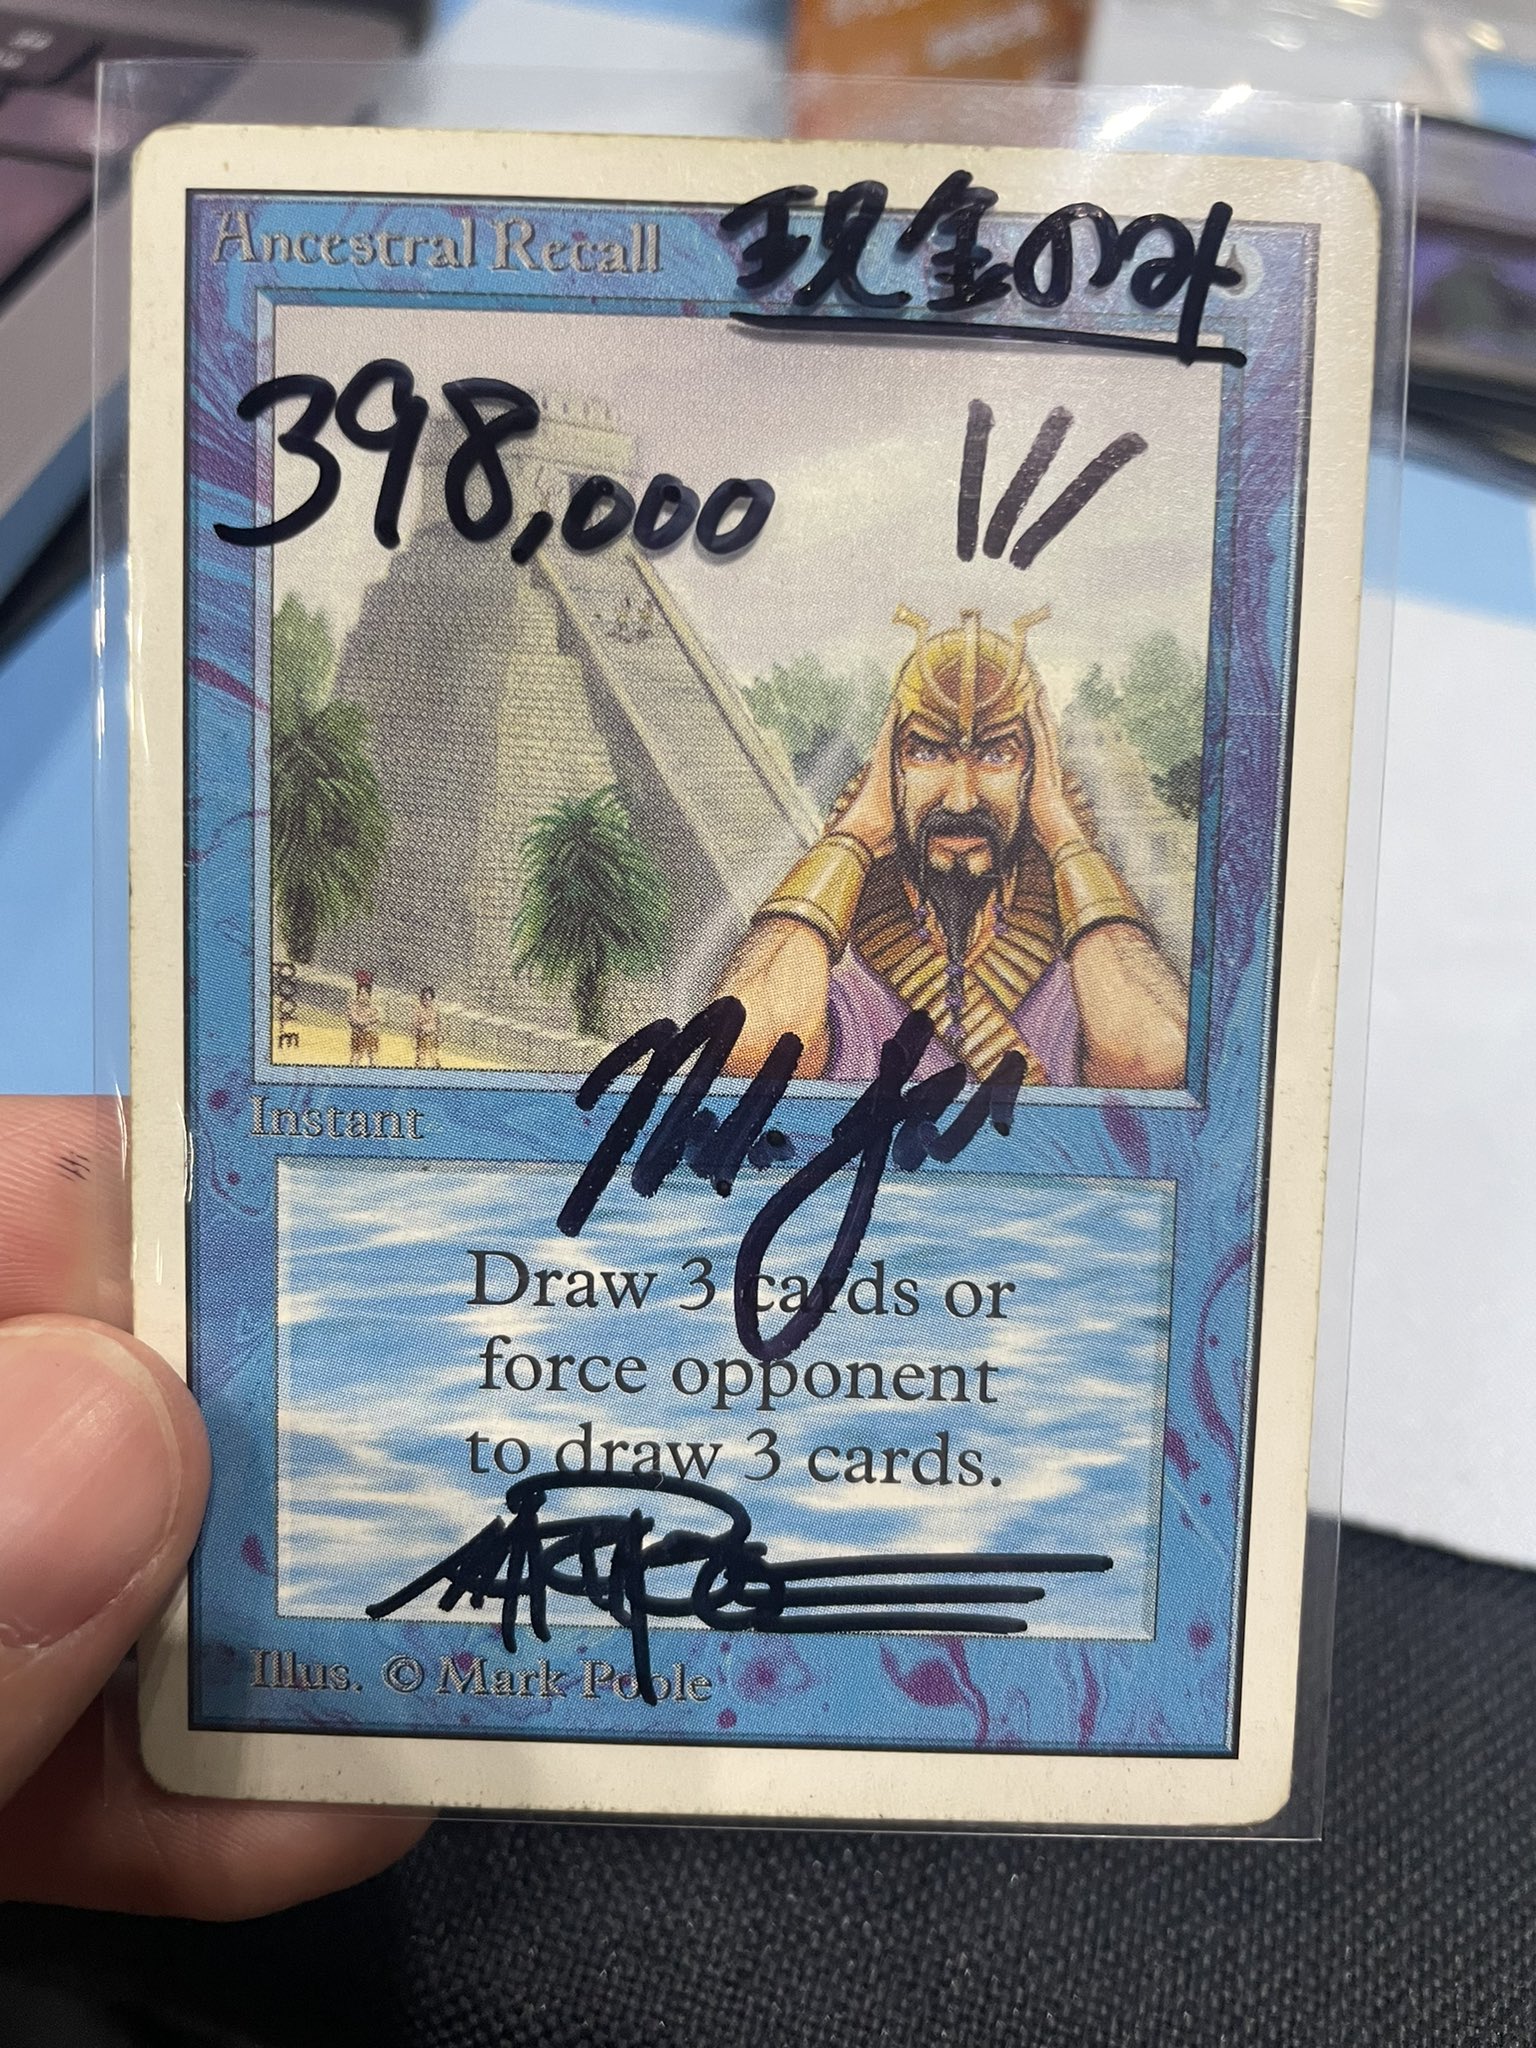 Ancestral Recall
現金のみ
398,000
POOLE
Instant
Draw 3 cards or
force opponent
to draw 3 cards.
Illus. © Mark Poole